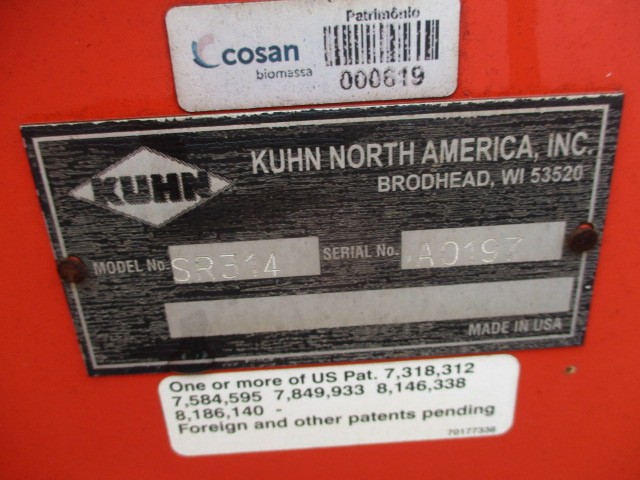 Patrimônio
cosan
biomassa
000619
KUHN
KUHN NORTH AMERICA, INC.
BRODHEAD, WI 53520
MODEL No. SR314 SERIAL No. A0197
MADE IN USA
One or more of US Pat. 7,318,312
7,584,595 7,849,933 8,146,338
8,186,140 -
Foreign and other patents pending
70177338